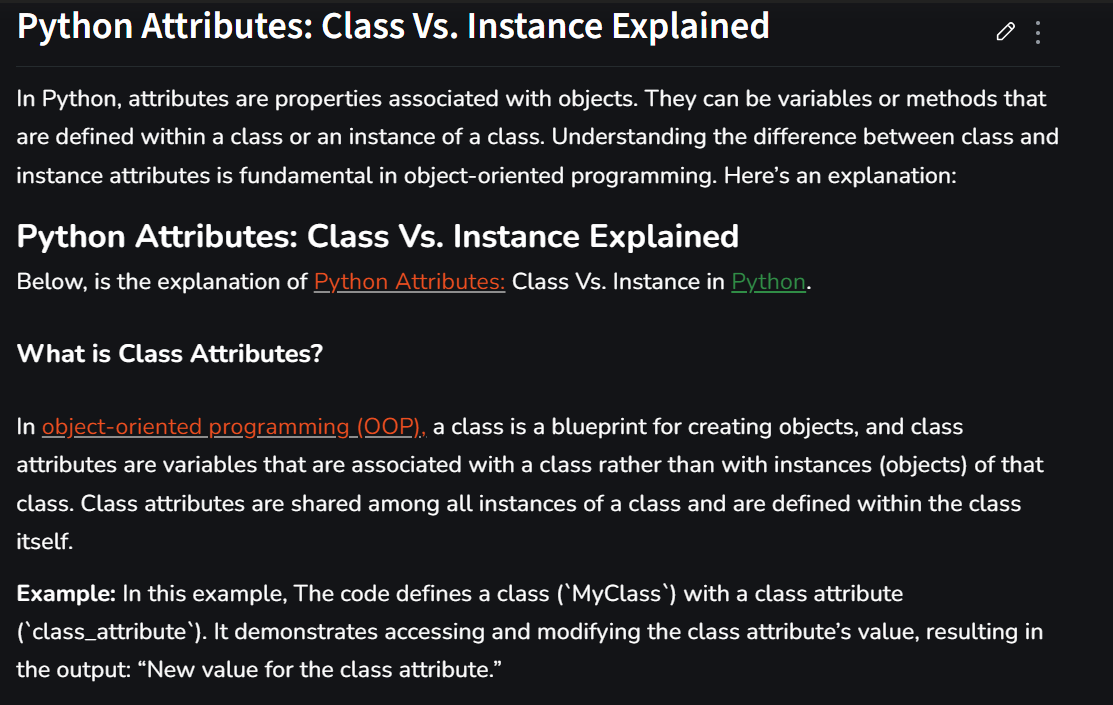 Python Attributes: Class Vs. Instance Explained
In Python, attributes are properties associated with objects. They can be variables or methods that
are defined within a class or an instance of a class. Understanding the difference between class and
instance attributes is fundamental in object-oriented programming. Here’s an explanation:
Python Attributes: Class Vs. Instance Explained
Below, is the explanation of Python Attributes: Class Vs. Instance in Python.
What is Class Attributes?
In object-oriented programming (OOP), a class is a blueprint for creating objects, and class
attributes are variables that are associated with a class rather than with instances (objects) of that
class. Class attributes are shared among all instances of a class and are defined within the class
itself.
Example: In this example, The code defines a class (`MyClass`) with a class attribute
(`class_attribute`). It demonstrates accessing and modifying the class attribute’s value, resulting in
the output: “New value for the class attribute.”